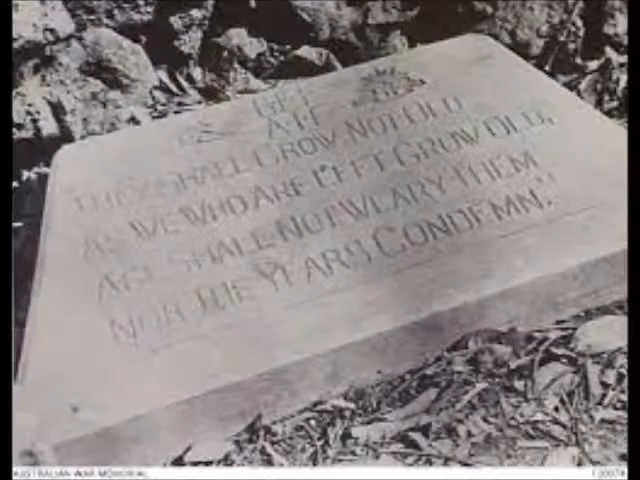 THEY SHALL GROW NOT OLD
AS WE WHO ARE LEFT GROW OLD,
AGE SHALL NOT WEARY THEM
NOR THE YEARS CONDEMN."
AUSTRALIAN WAR MEMORIAL